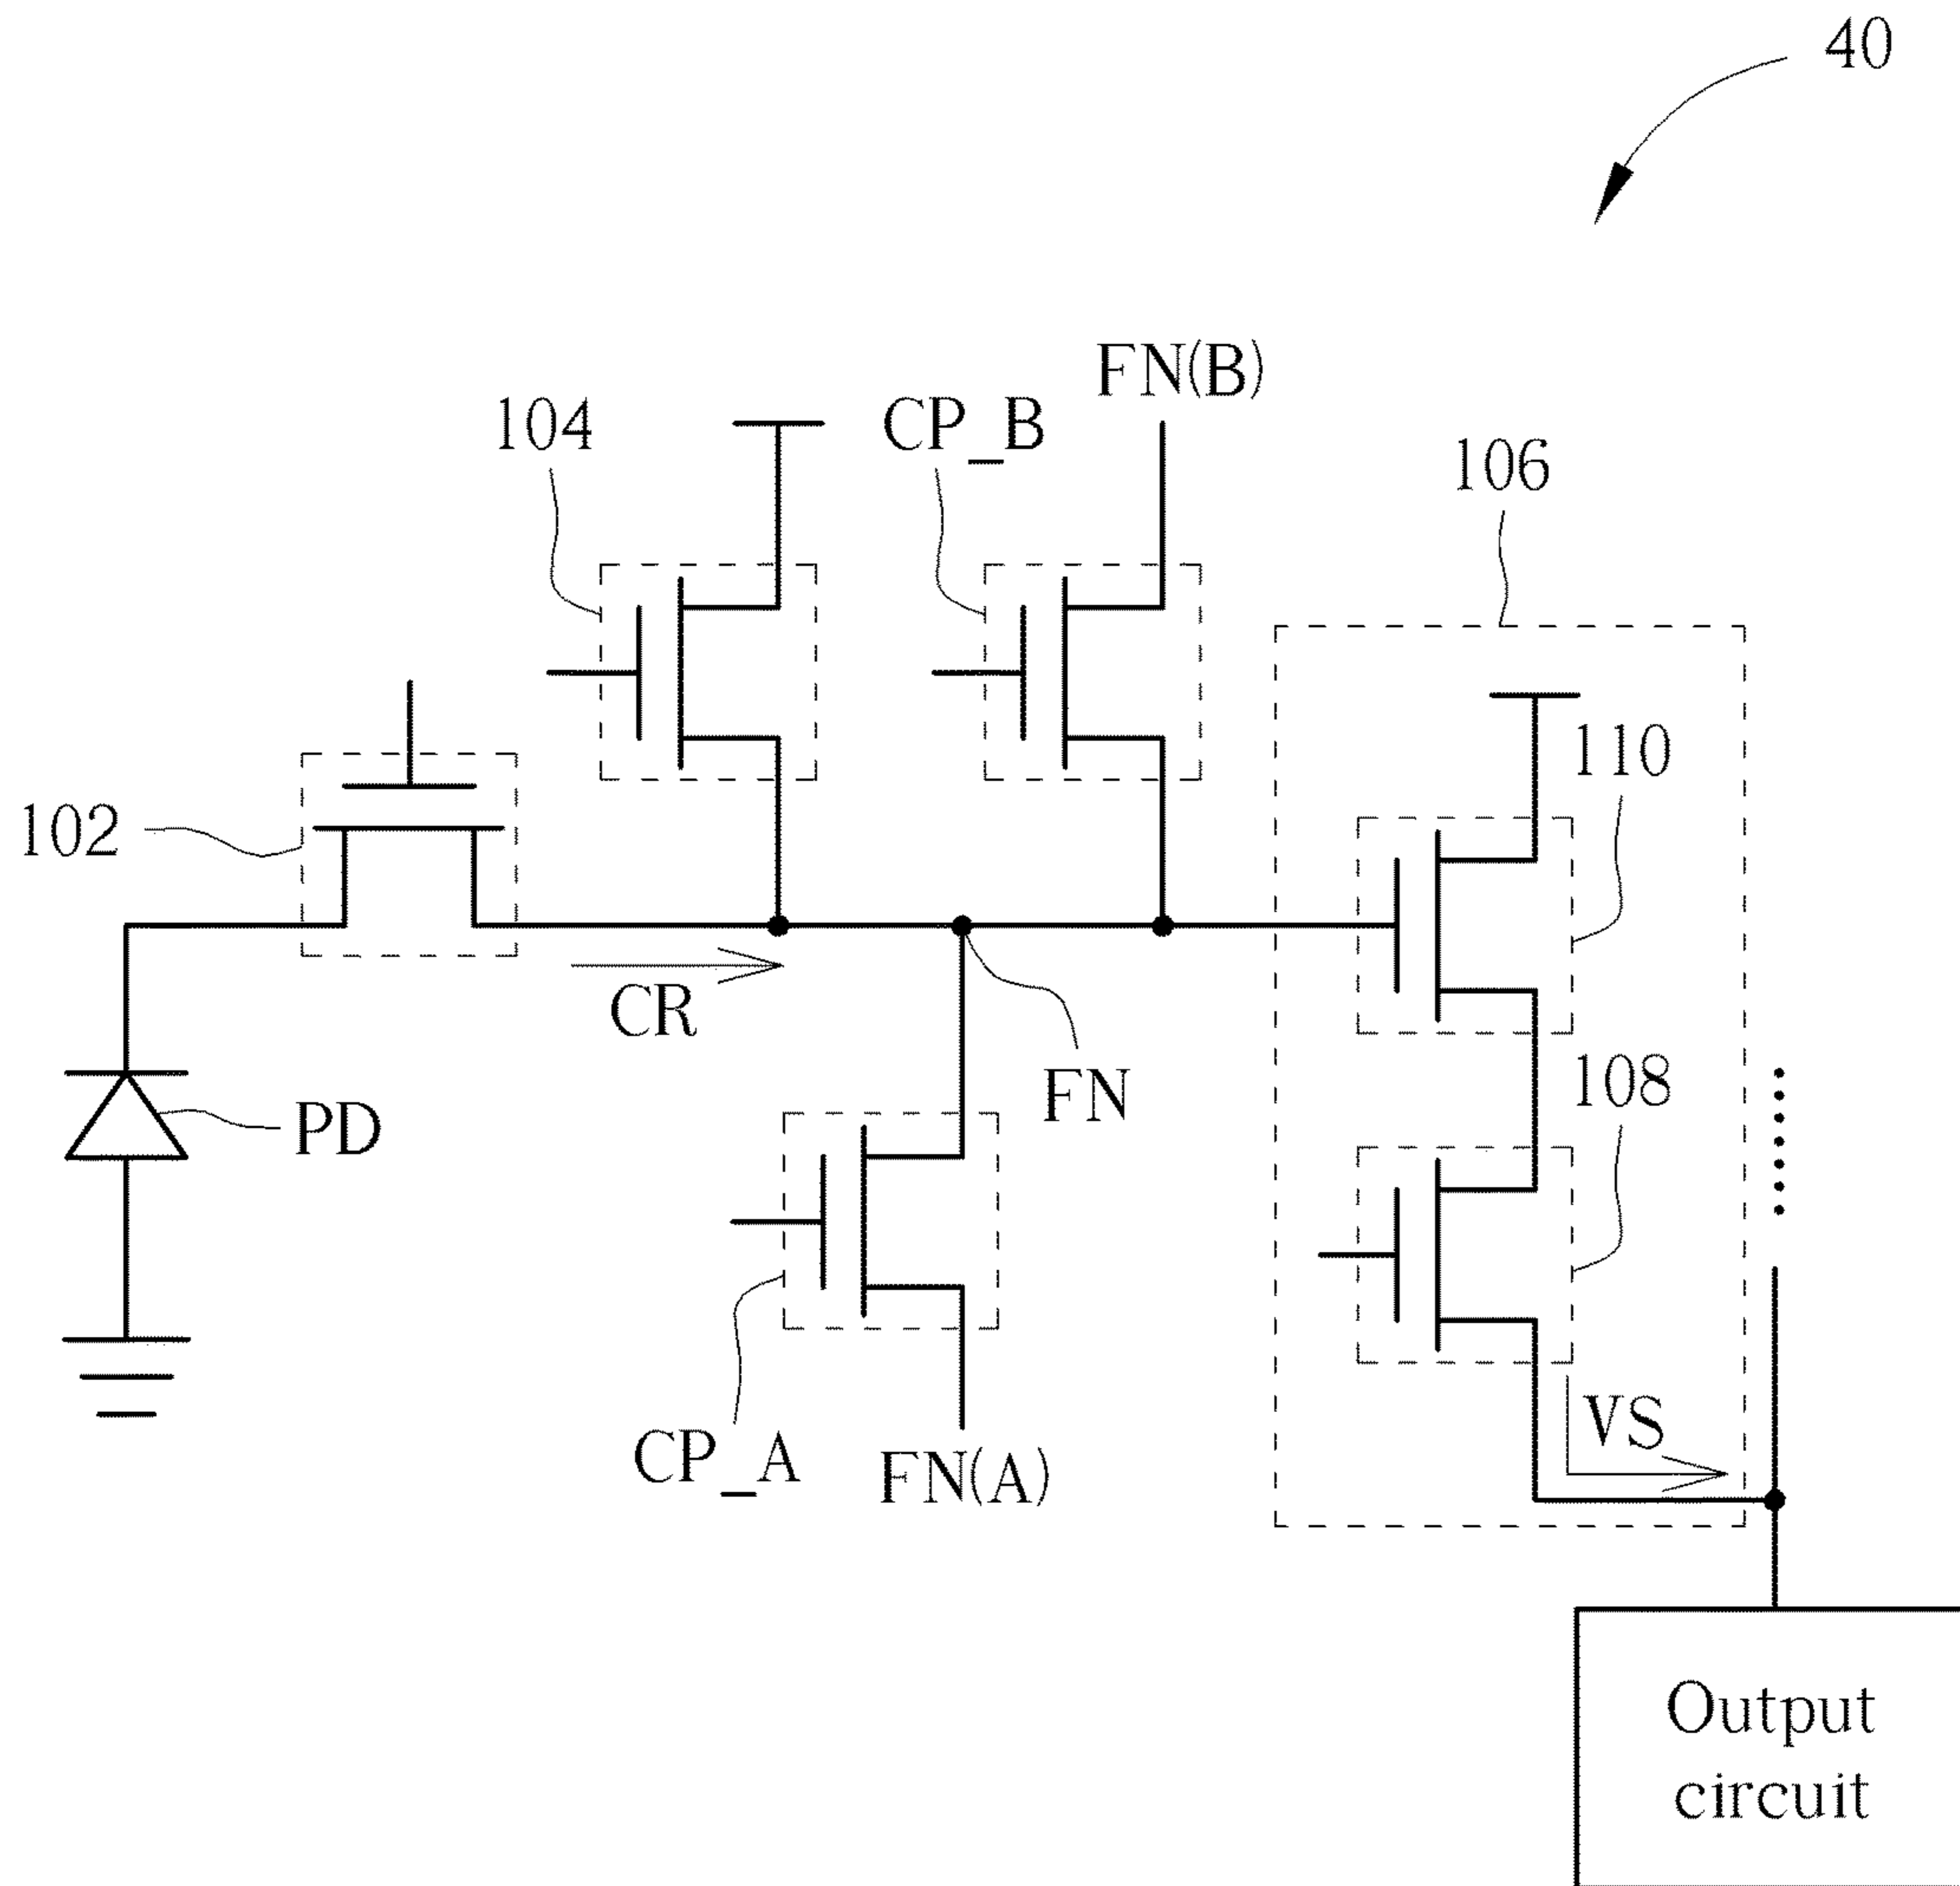 40
FN(B)
104
CP_B
106
110
102
CR
FN
108
PD
VS
CP_A
FN(A)
Output
circuit